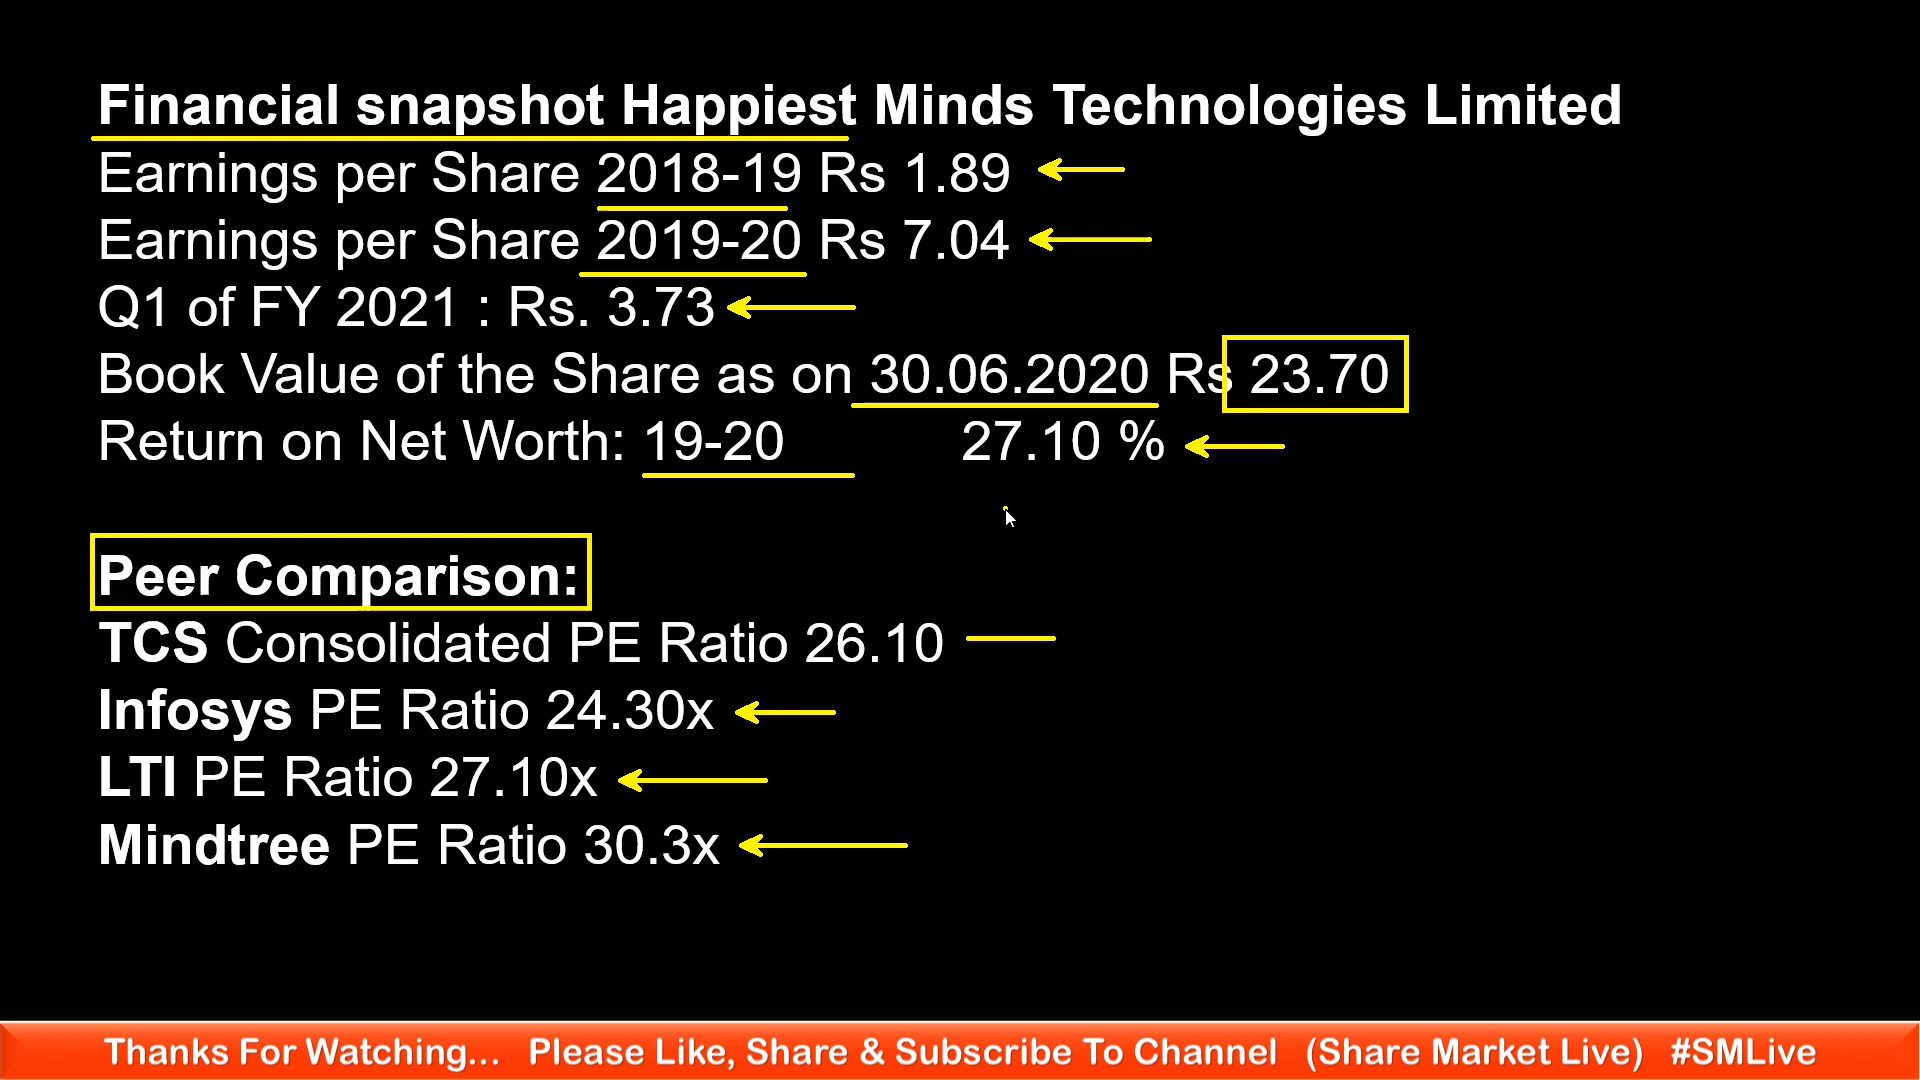 Financial snapshot Happiest Minds Technologies Limited
Earnings per Share 2018-19 Rs 1.89
Earnings per Share 2019-20 Rs 7.04
Q1 of FY 2021 : Rs. 3.73
Book Value of the Share as on 30.06.2020 Rs 23.70
Return on Net Worth: 19-20 27.10 %
Peer Comparison:
TCS Consolidated PE Ratio 26.10
Infosys PE Ratio 24.30x
LTI PE Ratio 27.10x
Mindtree PE Ratio 30.3x
Thanks For Watching... Please Like, Share & Subscribe To Channel (Share Market Live) #SMLive